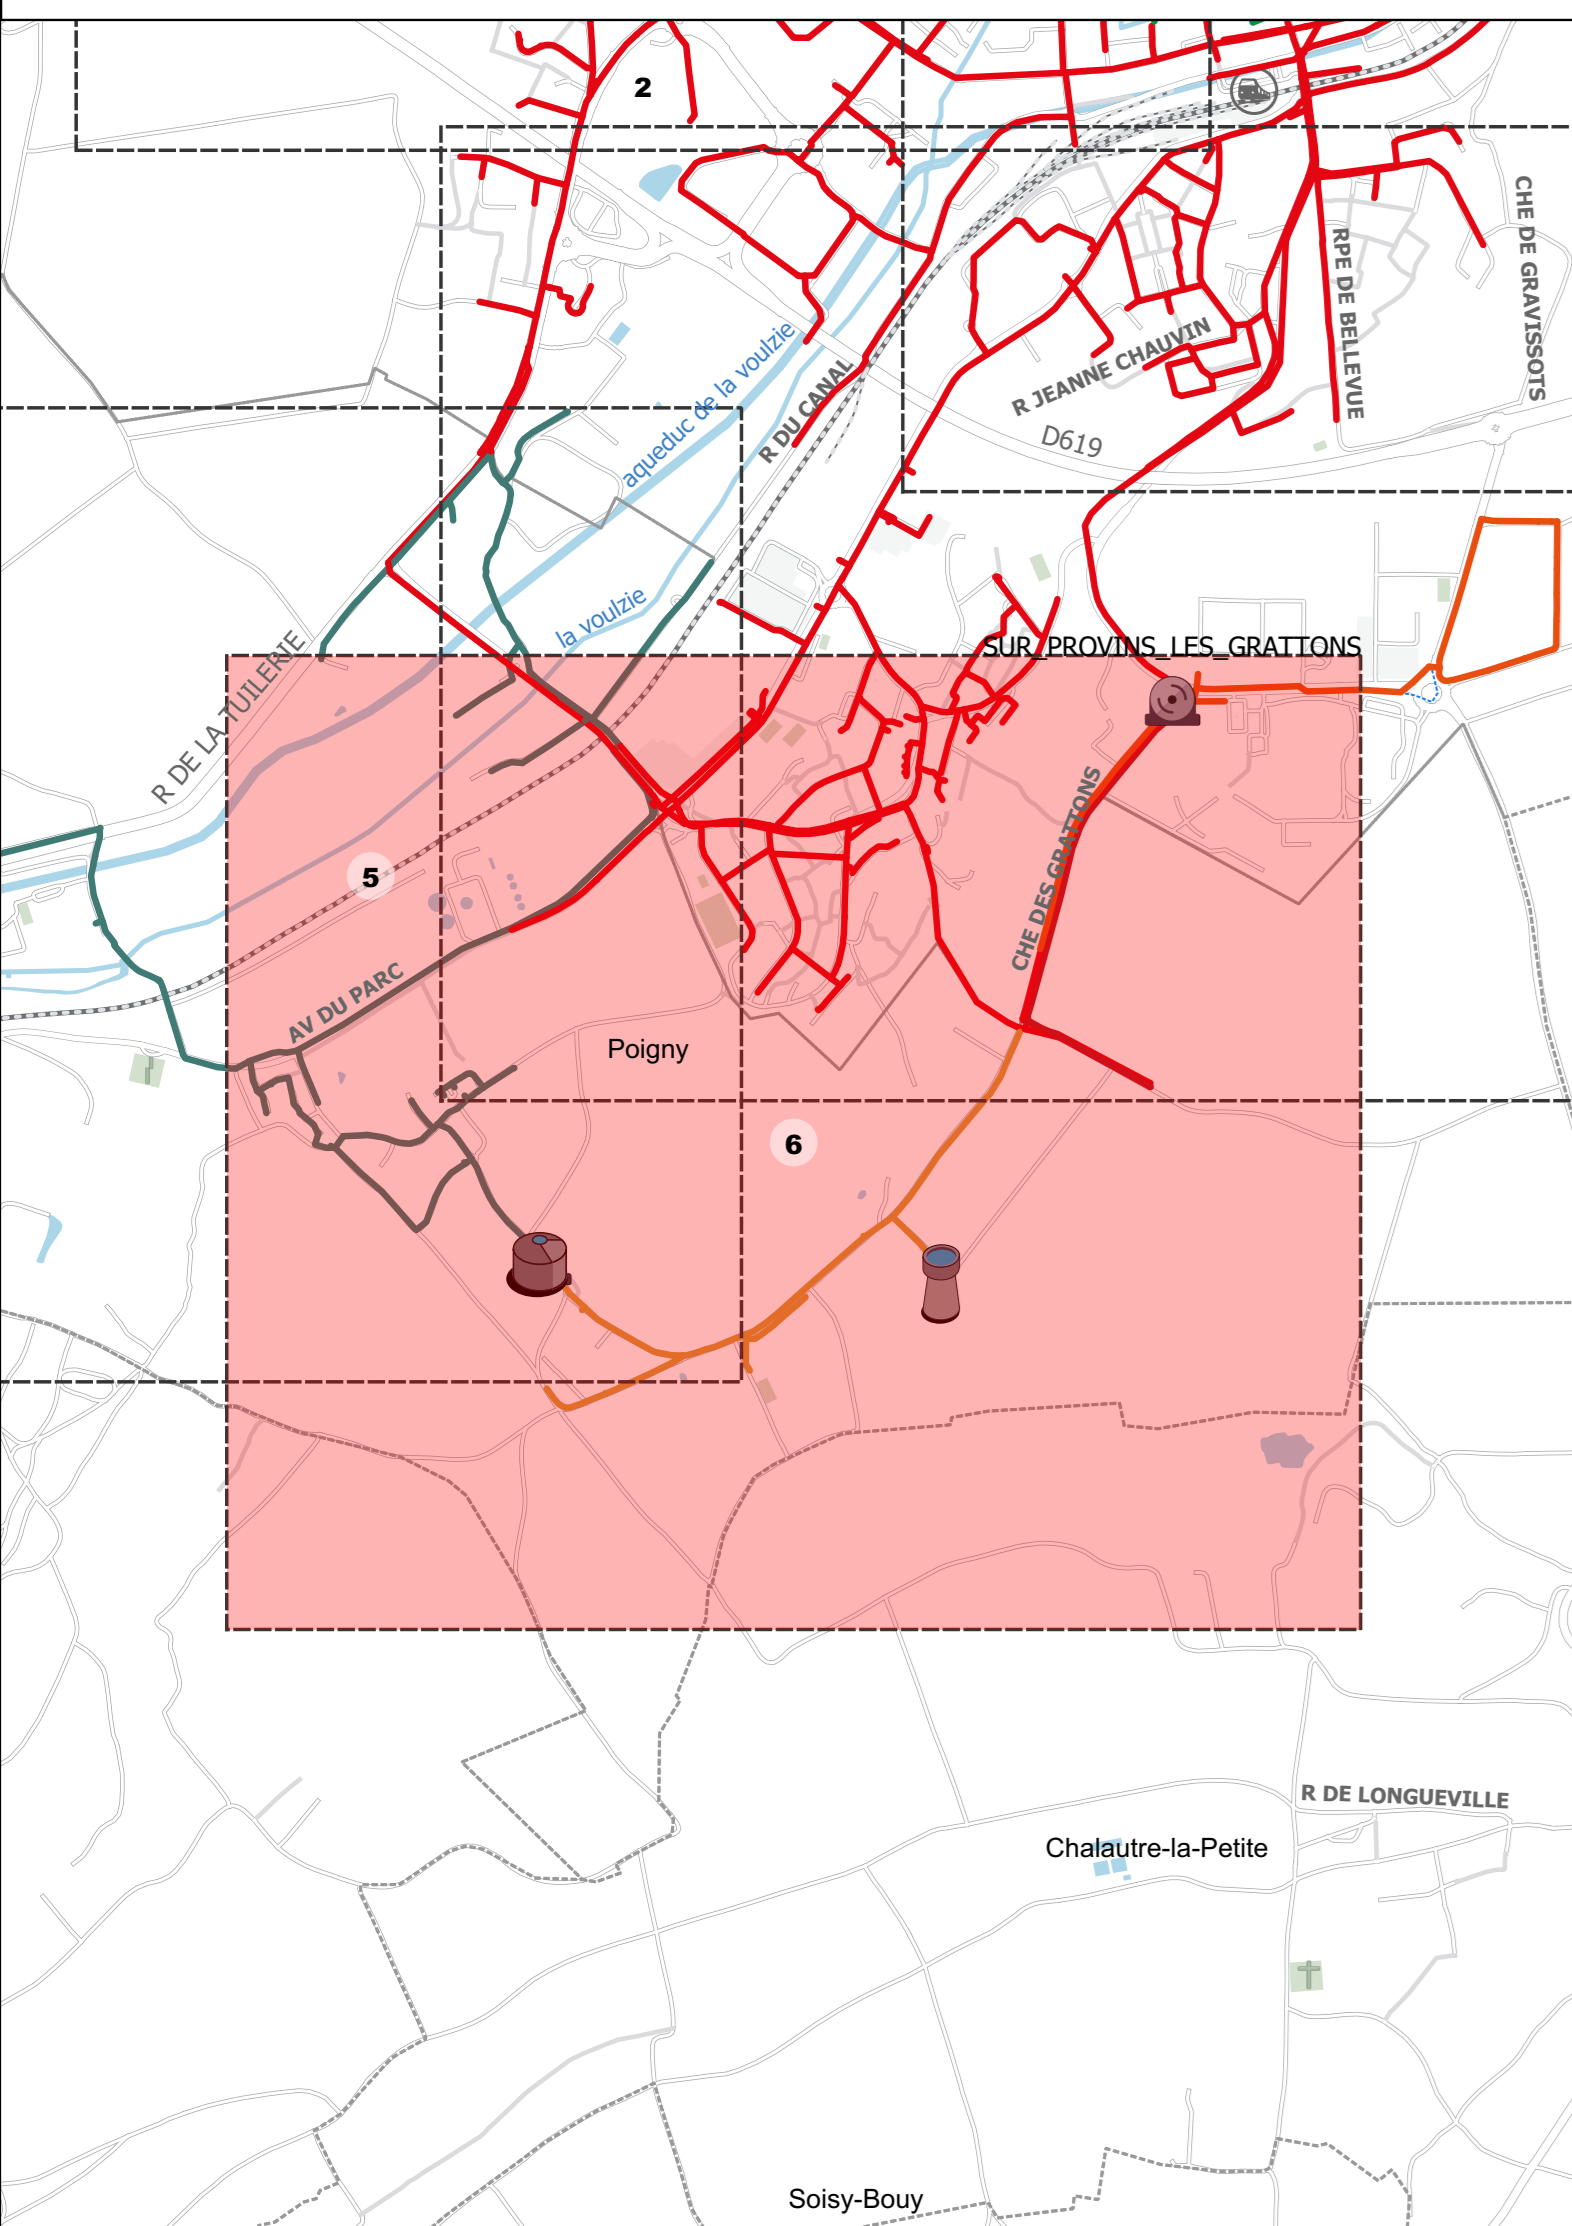 2
CHE DE GRAVISSOTS
RPE DE BELLEVUE
R JEANNE CHAUVIN
aqueduc de la voulzie
R DU CANAL
D619
la voulzie
SUR_PROVINS_LES_GRATTONS
R DE LA TUILERIE
CHE DES GRATTONS
5
AV DU PARC
Poigny
6
R DE LONGUEVILLE
Chalautre-la-Petite
Soisy-Bouy